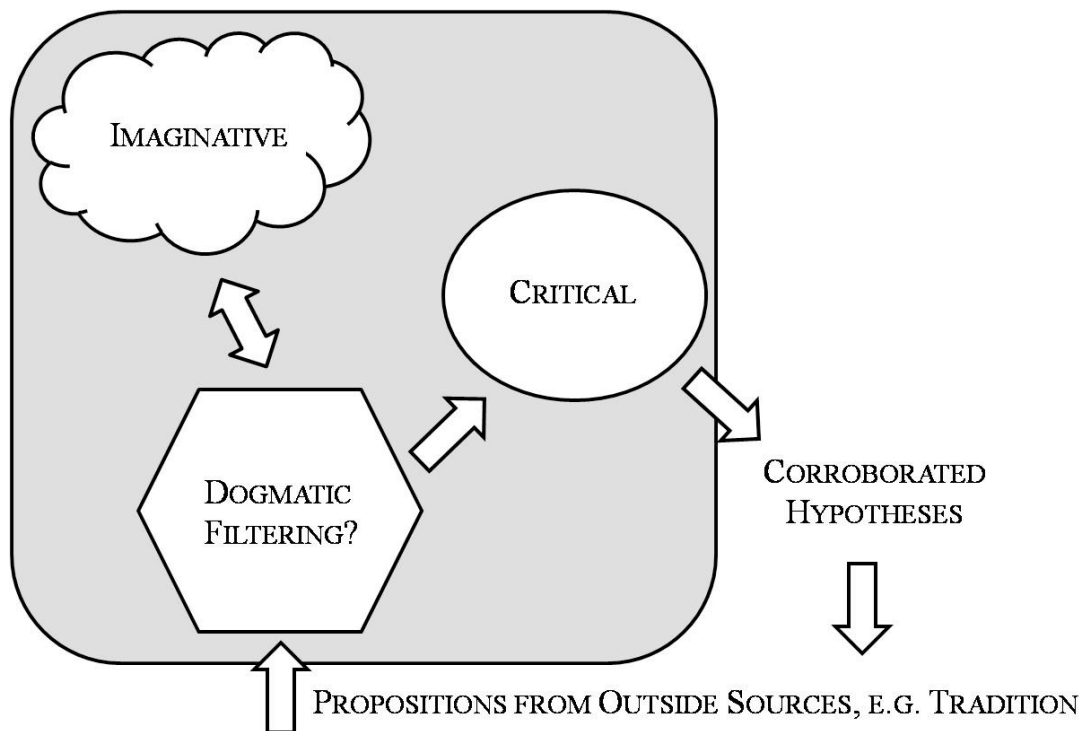 IMAGINATIVE
CRITICAL
DOGMATIC
FILTERING?
CORROBORATED
HYPOTHESES
PROPOSITIONS FROM OUTSIDE SOURCES, E.G. TRADITION